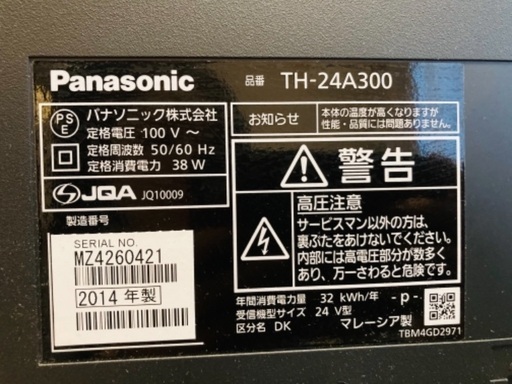 Panasonic
品番 TH-24A300
PS
E
パナソニック株式会社
定格電圧 100 V ～
定格周波数 50/60 Hz
定格消費電力 38 W
JQA JQ10009
製造番号
SERIAL NO.
MZ4260421
2014 年製
お知らせ
本体の温度が高くなりますが
性能・品質には問題ありません。
警告
高圧注意
サービスマン以外の方は、
裏ぶたをあけないでください。
内部には高電圧部分が数多く
あり、万一さわると危険です。
年間消費電力量 32 kWh/年 -p-
受信機型サイズ 24 V型
区分名 DK マレーシア製
TBM4GD2971